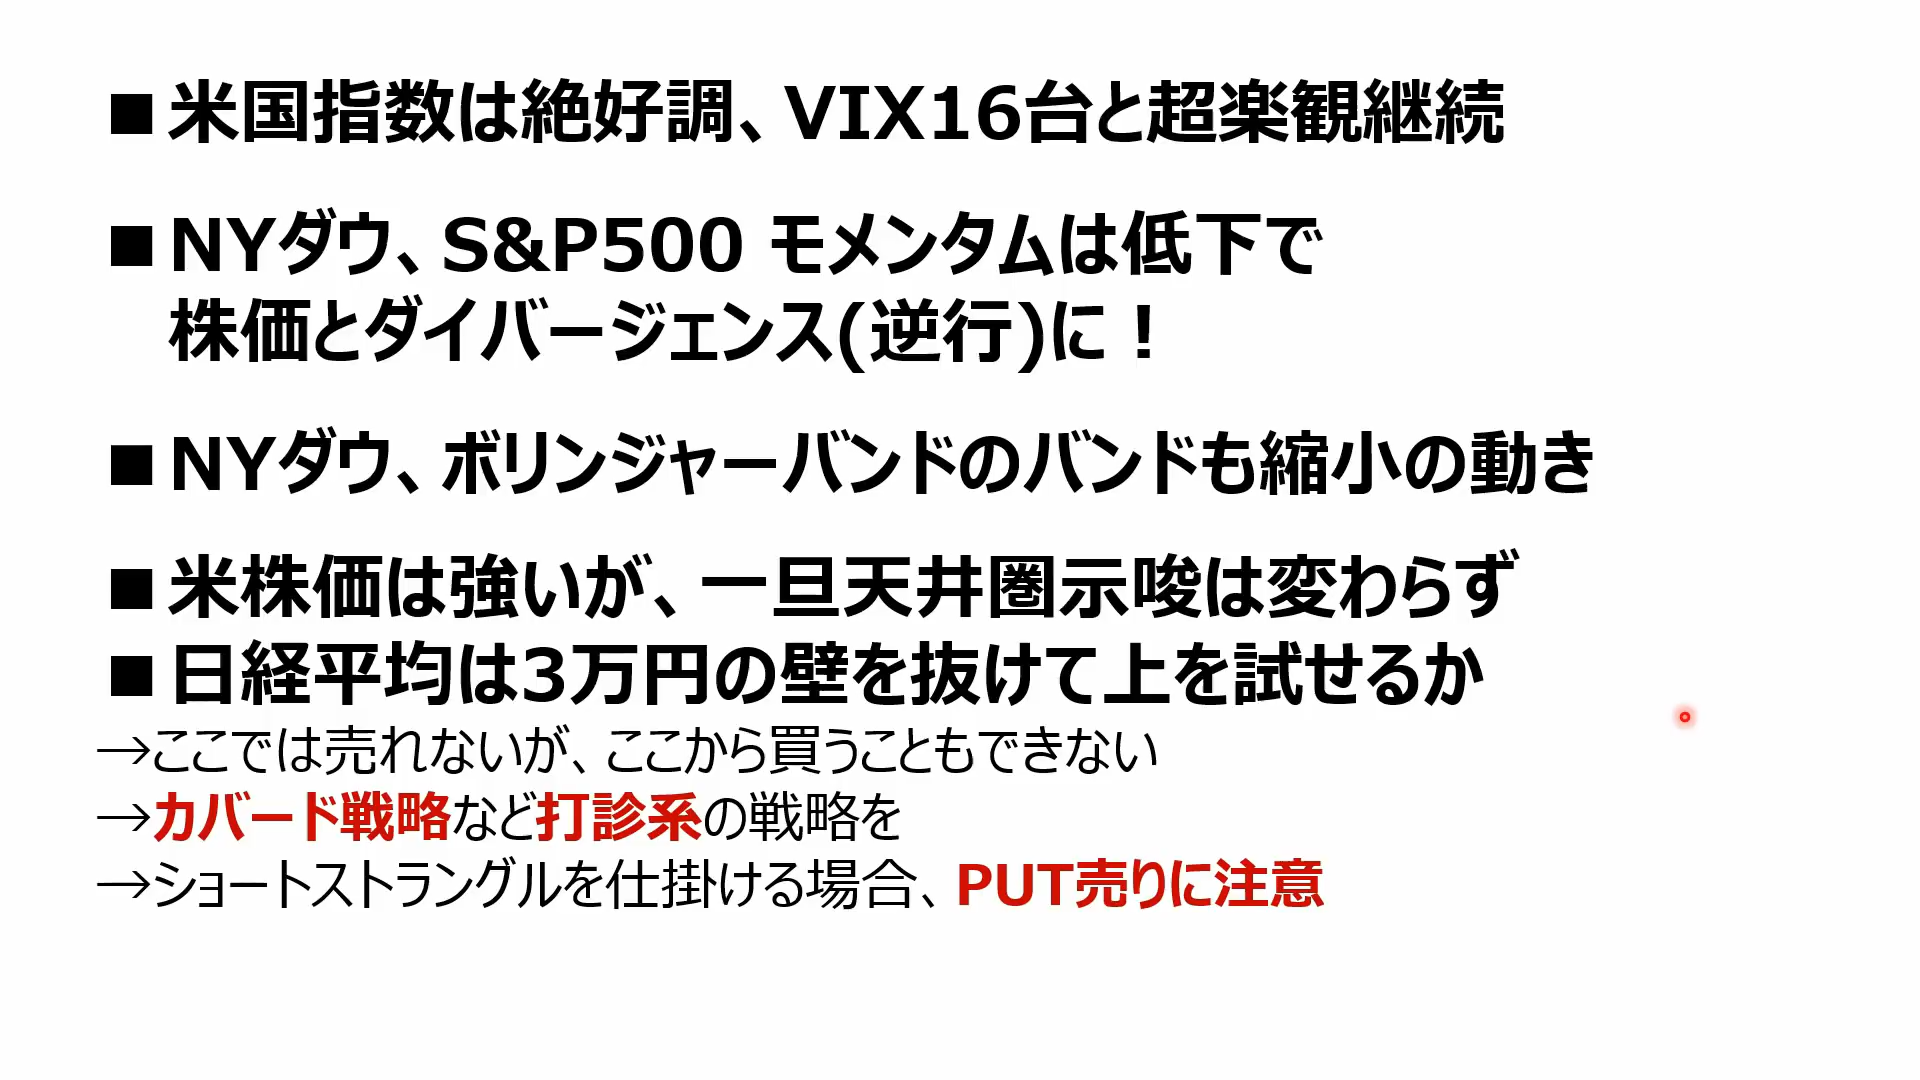 ■米国指数は絶好調、VIX16台と超楽観継続
■NYダウ、S&P500 モメンタムは低下で
株価とダイバージェンス(逆行)に！
■NYダウ、ボリンジャーバンドのバンドも縮小の動き
■米株価は強いが、一旦天井圏示唆は変わらず
■日経平均は3万円の壁を抜けて上を試せるか
→ここでは売れないが、ここから買うこともできない
→カバード戦略など打診系の戦略を
→ショートストラングルを仕掛ける場合、PUT売りに注意